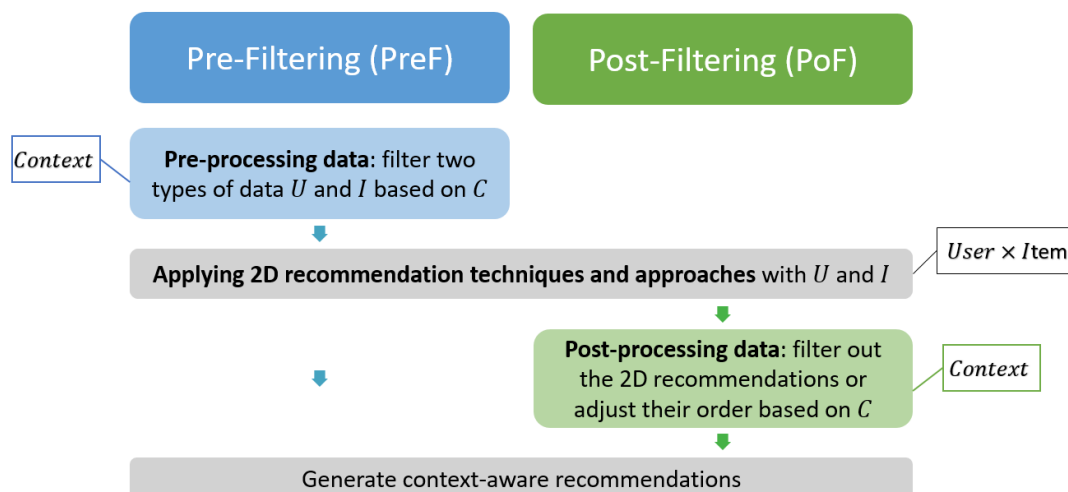 Pre-Filtering (PreF)
Post-Filtering (PoF)
Context
Pre-processing data: filter two
types of data U and I based on C
Applying 2D recommendation techniques and approaches with U and I
User × Item
Post-processing data: filter out
the 2D recommendations or
adjust their order based on C
Context
Generate context-aware recommendations